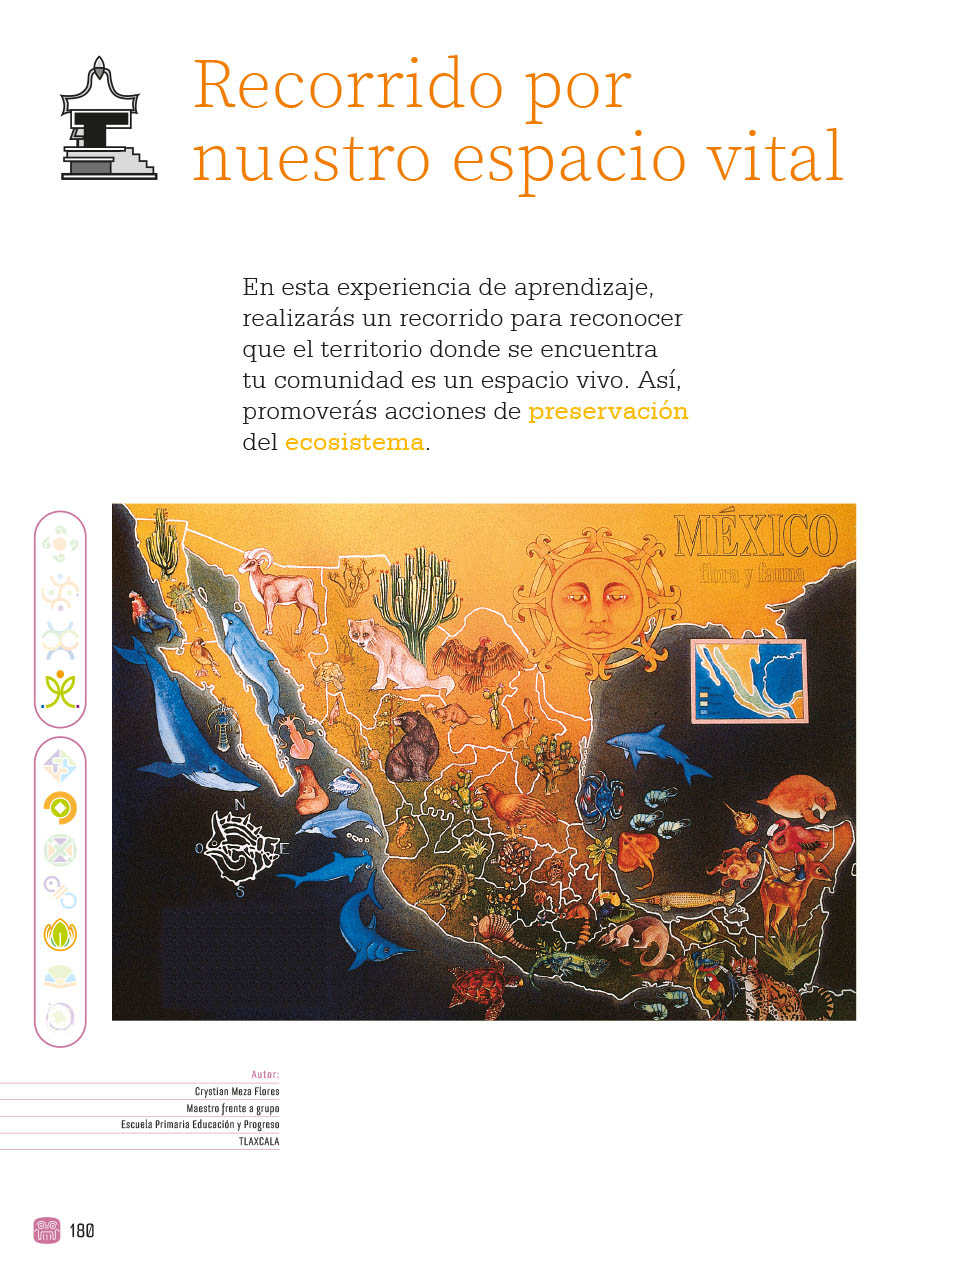 Recorrido por
nuestro espacio vital
En esta experiencia de aprendizaje,
realizarás un recorrido para reconocer
que el territorio donde se encuentra
tu comunidad es un espacio vivo. Así,
promoverás acciones de preservación
del ecosistema.
MÉXICO
flora y fauna
N
O
E
S
Autor:
Crystian Meza Flores
Maestro frente a grupo
Escuela Primaria Educación y Progreso
TLAXCALA
180